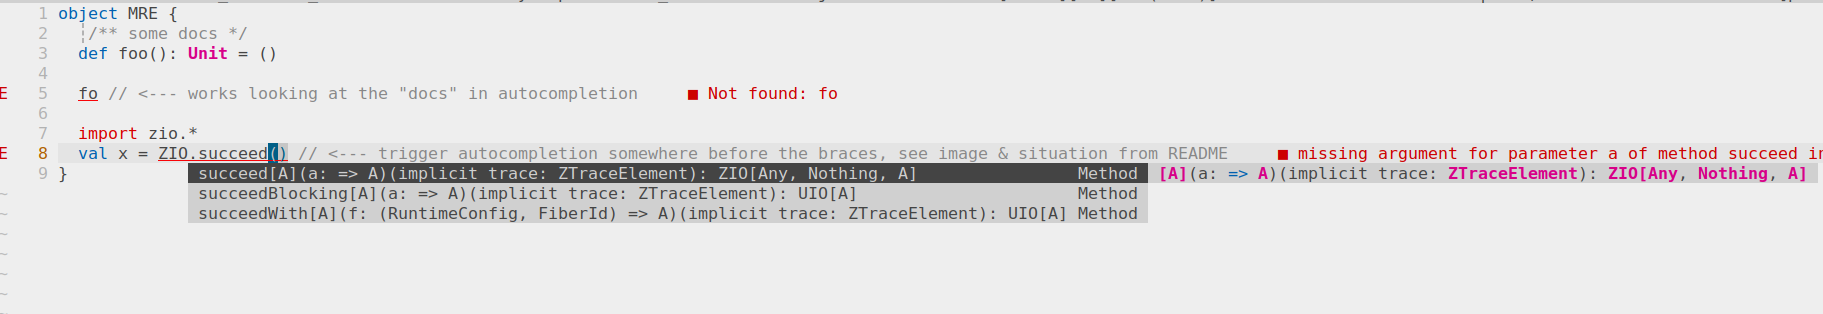 1 object MRE {
2 /** some docs */
3 def foo(): Unit = ()
4
E 5 fo // <--- works looking at the "docs" in autocompletion ■ Not found: fo
6
7 import zio.*
E 8 val x = ZIO.succeed() // <--- trigger autocompletion somewhere before the braces, see image & situation from README ■ missing argument for parameter a of method succeed in
9 } succeed[A](a: => A)(implicit trace: ZTraceElement): ZIO[Any, Nothing, A] Method [A](a: => A)(implicit trace: ZTraceElement): ZIO[Any, Nothing, A]
~ succeedBlocking[A](a: => A)(implicit trace: ZTraceElement): UIO[A] Method
~ succeedWith[A](f: (RuntimeConfig, FiberId) => A)(implicit trace: ZTraceElement): UIO[A] Method
~
~
~
~
~